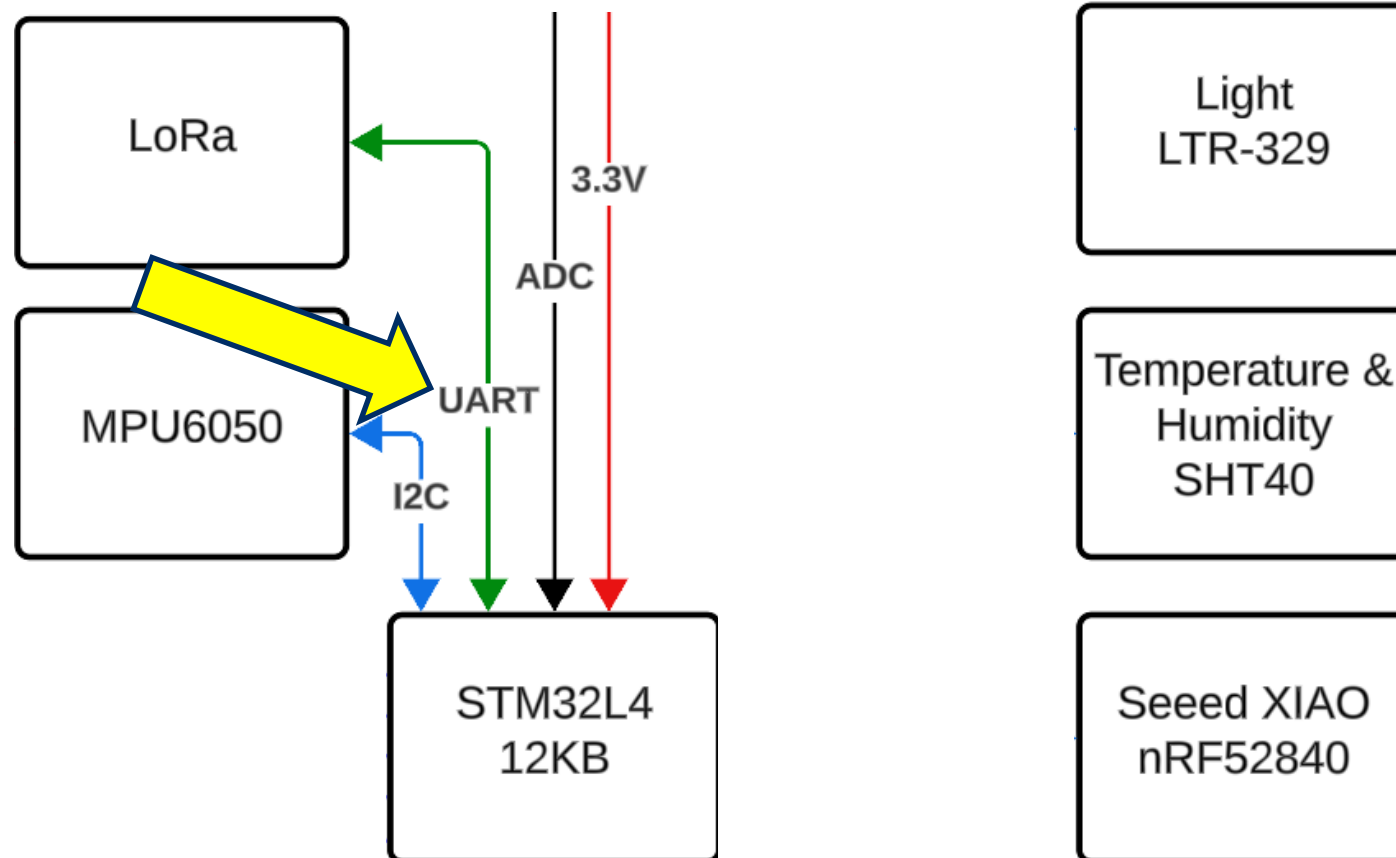 LoRa
3.3V
ADC
UART
MPU6050
I2C
STM32L4
12KB
Light
LTR-329
Temperature &
Humidity
SHT40
Seeed XIAO
nRF52840